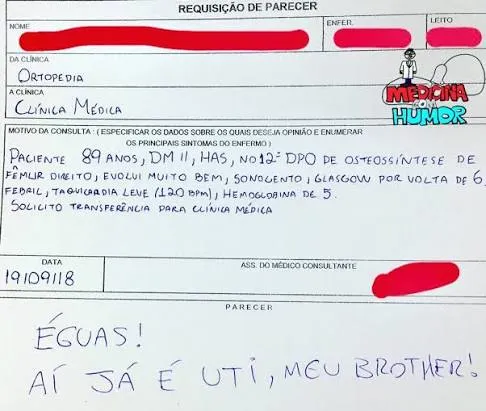 REQUISIÇÃO DE PARECER
NOME
ENFER.
LEITO
DA CLÍNICA
ORTOPEDIA
A CLÍNICA
CLÍNICA MÉDICA
MEDICINA
COM
HUMOR
MOTIVO DA CONSULTA : ( ESPECIFICAR OS DADOS SOBRE OS QUAIS DESEJA OPINIÃO E ENUMERAR
OS PRINCIPAIS SINTOMAS DO ENFERMO )
PACIENTE 89 ANOS, DM II, HAS, NO 12º DPO DE OSTEOSSÍNTESE DE
FEMUR DIREITO, EVOLUI MUITO BEM, SONOLENTO, GLASGOW POR VOLTA DE 6,
FEBRIL, TAQUICARDIA LEVE (120 BPM), HEMOGLOBINA DE 5.
SOLICITO TRANSFERÊNCIA PARA CLÍNICA MÉDICA
DATA
ASS. DO MÉDICO CONSULTANTE
19/09/18
PARECER
ÉGUAS!
AÍ JÁ É UTI, MEU BROTHER!